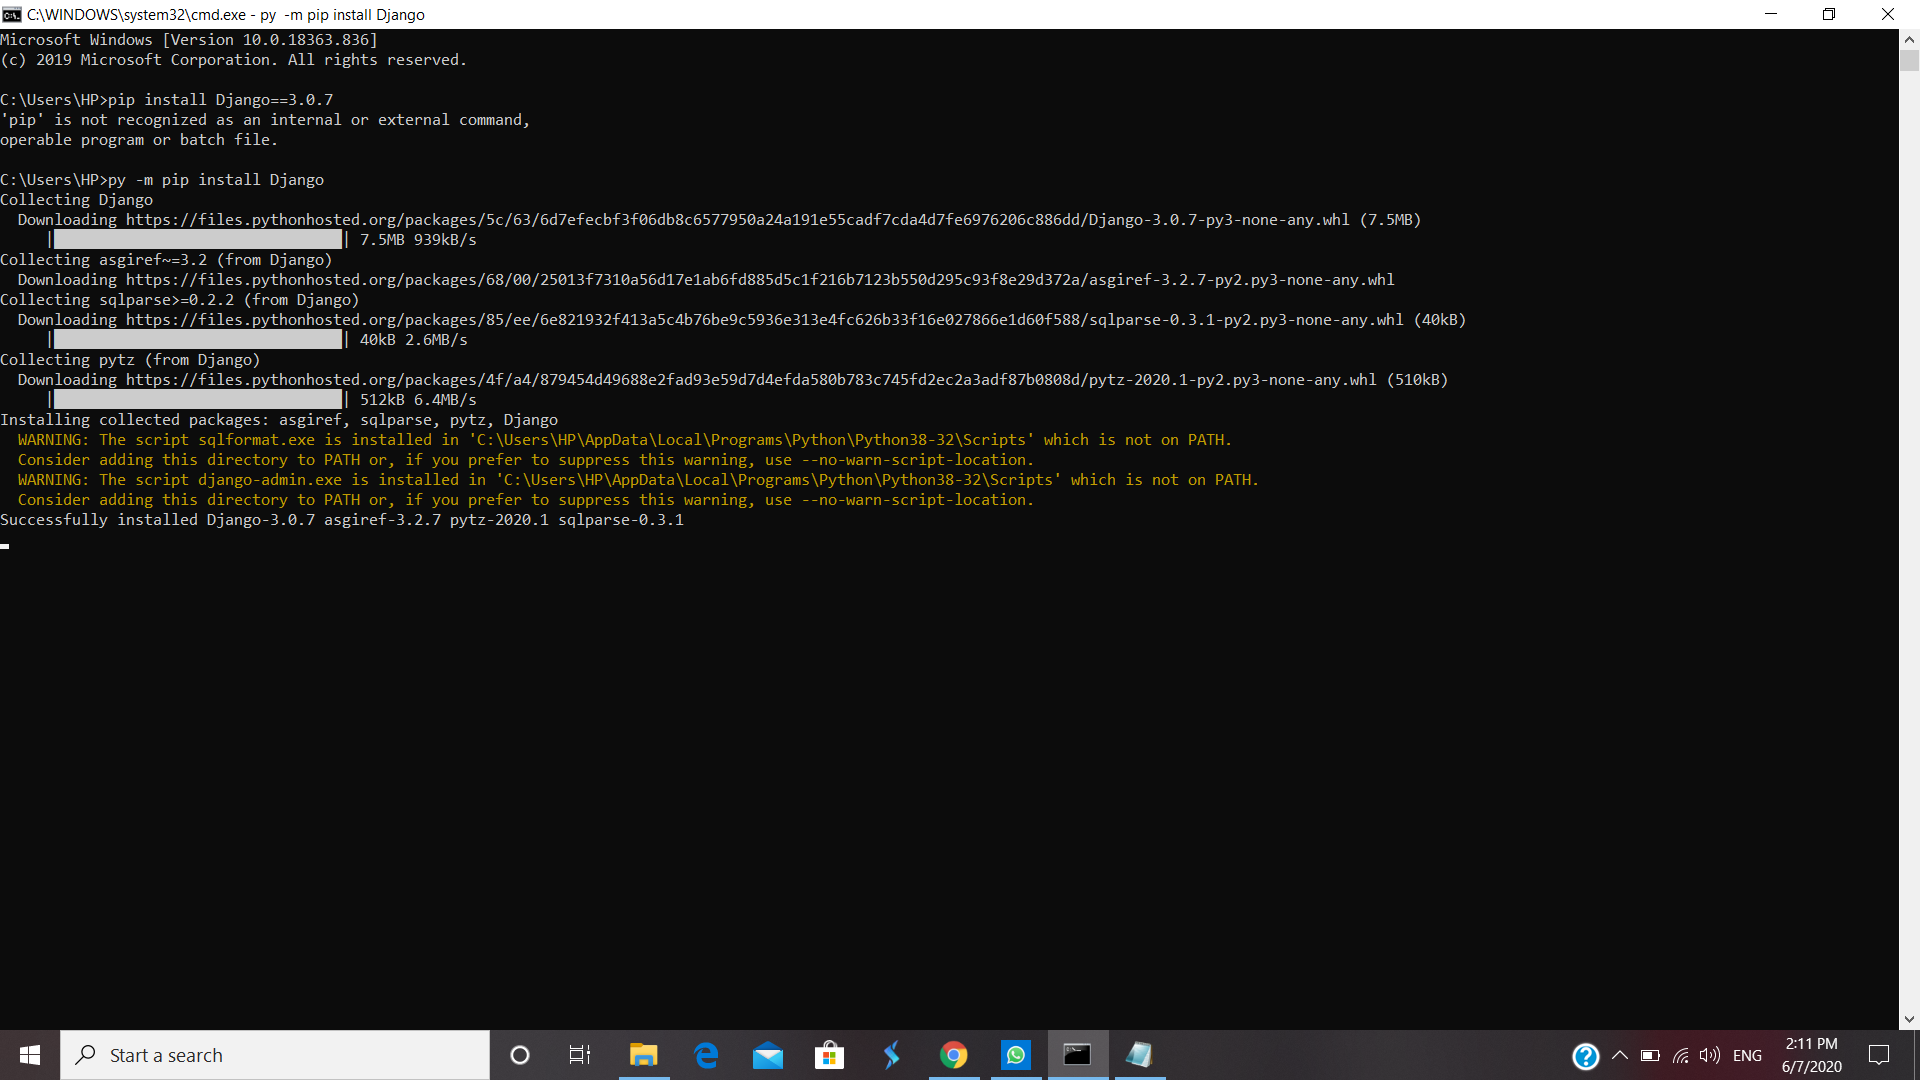 C:\WINDOWS\system32\cmd.exe - py  -m pip install Django
Microsoft Windows [Version 10.0.18363.836]
(c) 2019 Microsoft Corporation. All rights reserved.
C:\Users\HP>pip install Django==3.0.7
'pip' is not recognized as an internal or external command,
operable program or batch file.
C:\Users\HP>py -m pip install Django
Collecting Django
  Downloading https://files.pythonhosted.org/packages/5c/63/6d7efecbf3f06db8c6577950a24a191e55cadf7cda4d7fe6976206c886dd/Django-3.0.7-py3-none-any.whl (7.5MB)
| 7.5MB 939kB/s
Collecting asgiref~=3.2 (from Django)
  Downloading https://files.pythonhosted.org/packages/68/00/25013f7310a56d17e1ab6fd885d5c1f216b7123b550d295c93f8e29d372a/asgiref-3.2.7-py2.py3-none-any.whl
Collecting sqlparse>=0.2.2 (from Django)
  Downloading https://files.pythonhosted.org/packages/85/ee/6e821932f413a5c4b76be9c5936e313e4fc626b33f16e027866e1d60f588/sqlparse-0.3.1-py2.py3-none-any.whl (40kB)
| 40kB 2.6MB/s
Collecting pytz (from Django)
  Downloading https://files.pythonhosted.org/packages/4f/a4/879454d49688e2fad93e59d7d4efda580b783c745fd2ec2a3adf87b0808d/pytz-2020.1-py2.py3-none-any.whl (510kB)
| 512kB 6.4MB/s
Installing collected packages: asgiref, sqlparse, pytz, Django
  WARNING: The script sqlformat.exe is installed in 'C:\Users\HP\AppData\Local\Programs\Python\Python38-32\Scripts' which is not on PATH.
  Consider adding this directory to PATH or, if you prefer to suppress this warning, use --no-warn-script-location.
  WARNING: The script django-admin.exe is installed in 'C:\Users\HP\AppData\Local\Programs\Python\Python38-32\Scripts' which is not on PATH.
  Consider adding this directory to PATH or, if you prefer to suppress this warning, use --no-warn-script-location.
Successfully installed Django-3.0.7 asgiref-3.2.7 pytz-2020.1 sqlparse-0.3.1
Start a search
ENG
2:11 PM
6/7/2020